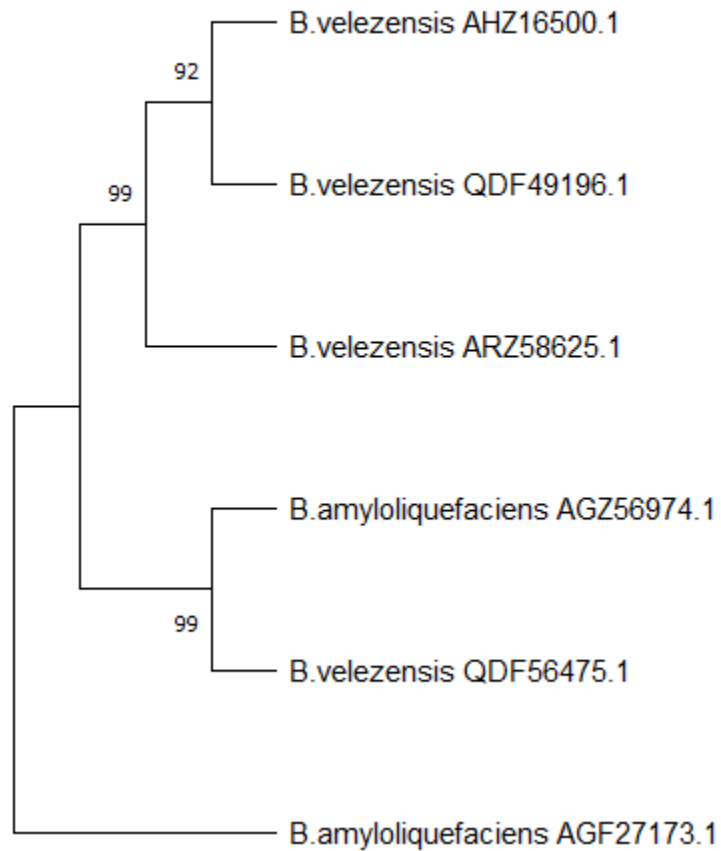 B.velezensis AHZ16500.1
92
B.velezensis QDF49196.1
99
B.velezensis ARZ58625.1
B.amyloliquefaciens AGZ56974.1
99
B.velezensis QDF56475.1
B.amyloliquefaciens AGF27173.1